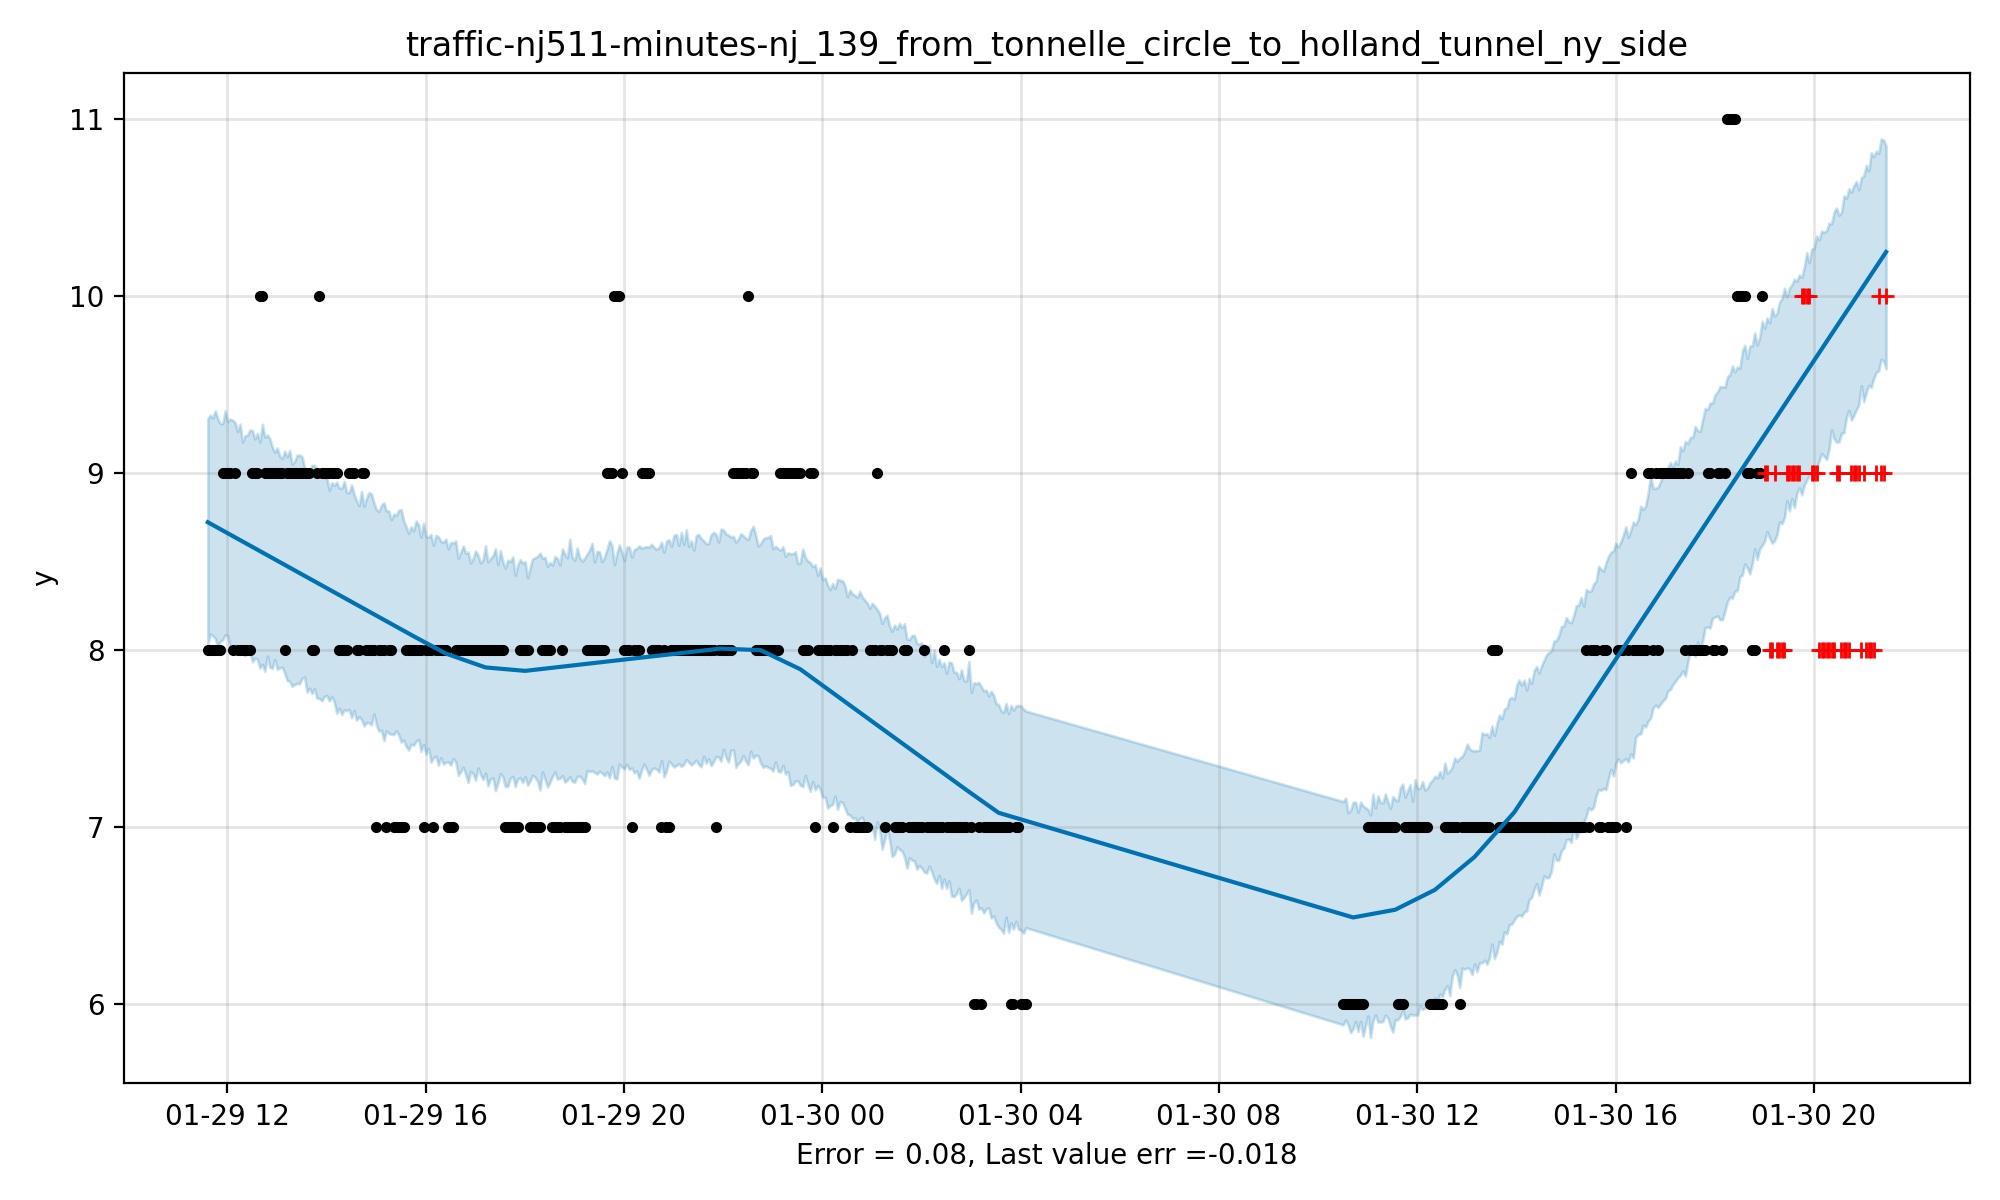 traffic-nj511-minutes-nj_139_from_tonnelle_circle_to_holland_tunnel_ny_side
11
10
9
8
7
6
y
01-29 12 01-29 16 01-29 20 01-30 00 01-30 04 01-30 08 01-30 12 01-30 16 01-30 20
Error = 0.08, Last value err =-0.018